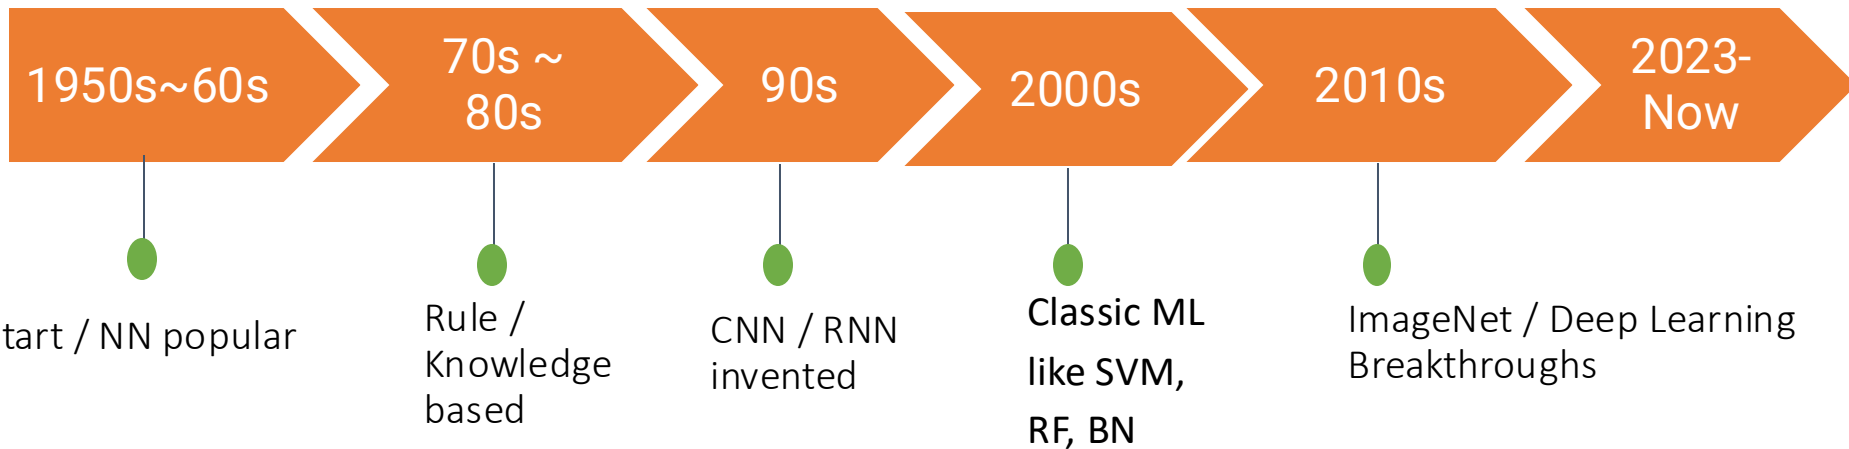 1950s~60s
70s ~
80s
90s
2000s
2010s
2023-
Now
tart / NN popular
Rule /
Knowledge
based
CNN / RNN
invented
Classic ML
like SVM,
RF, BN
ImageNet / Deep Learning
Breakthroughs